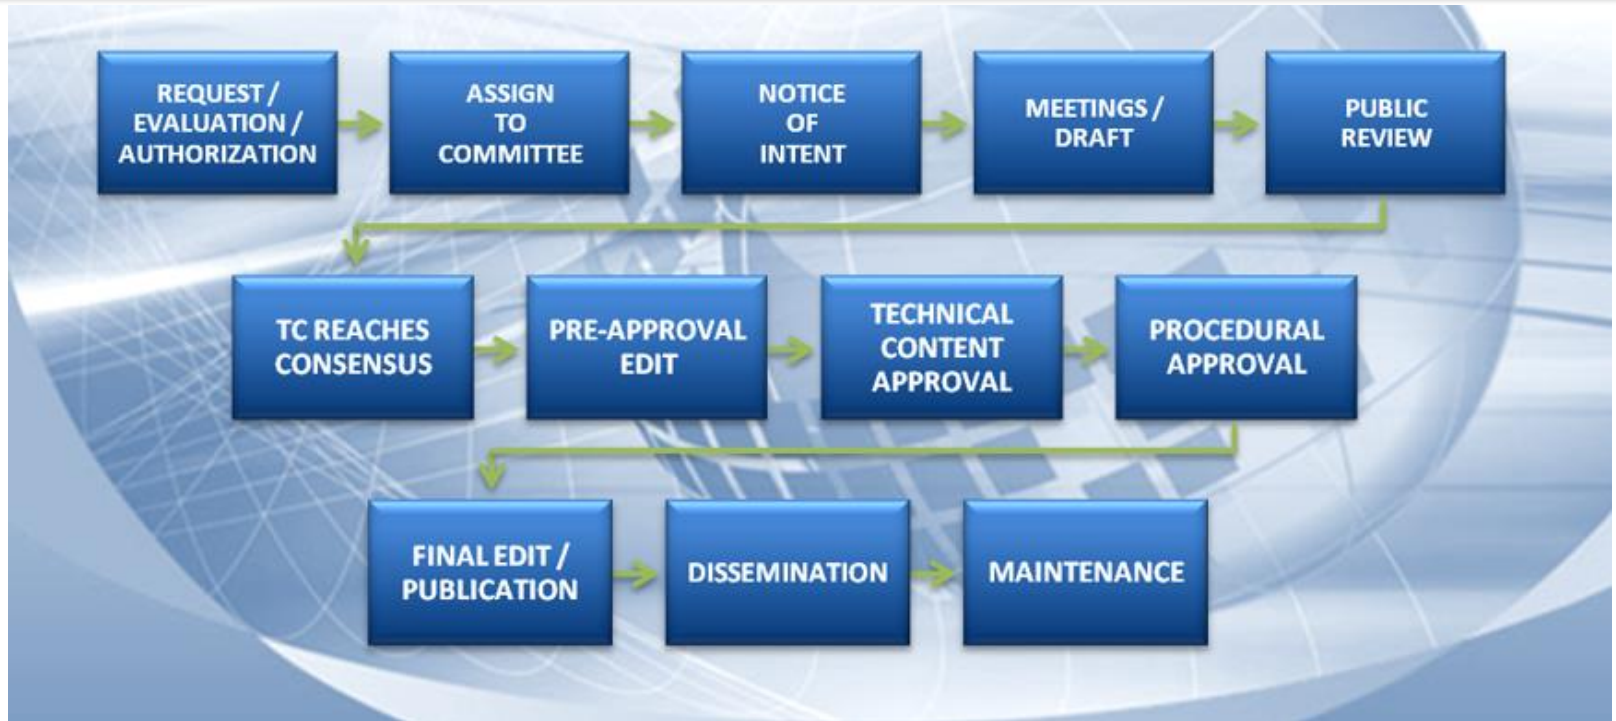 REQUEST /
EVALUATION /
AUTHORIZATION
ASSIGN
TO
COMMITTEE
NOTICE
OF
INTENT
MEETINGS /
DRAFT
PUBLIC
REVIEW
TC REACHES
CONSENSUS
PRE-APPROVAL
EDIT
TECHNICAL
CONTENT
APPROVAL
PROCEDURAL
APPROVAL
FINAL EDIT /
PUBLICATION
DISSEMINATION
MAINTENANCE